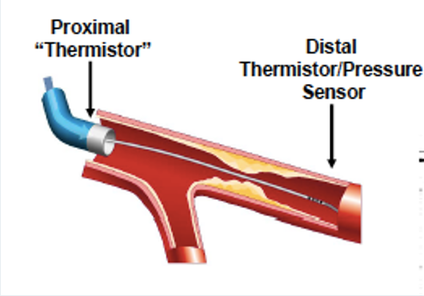 Proximal
“Thermistor”
Distal
Thermistor/Pressure
Sensor